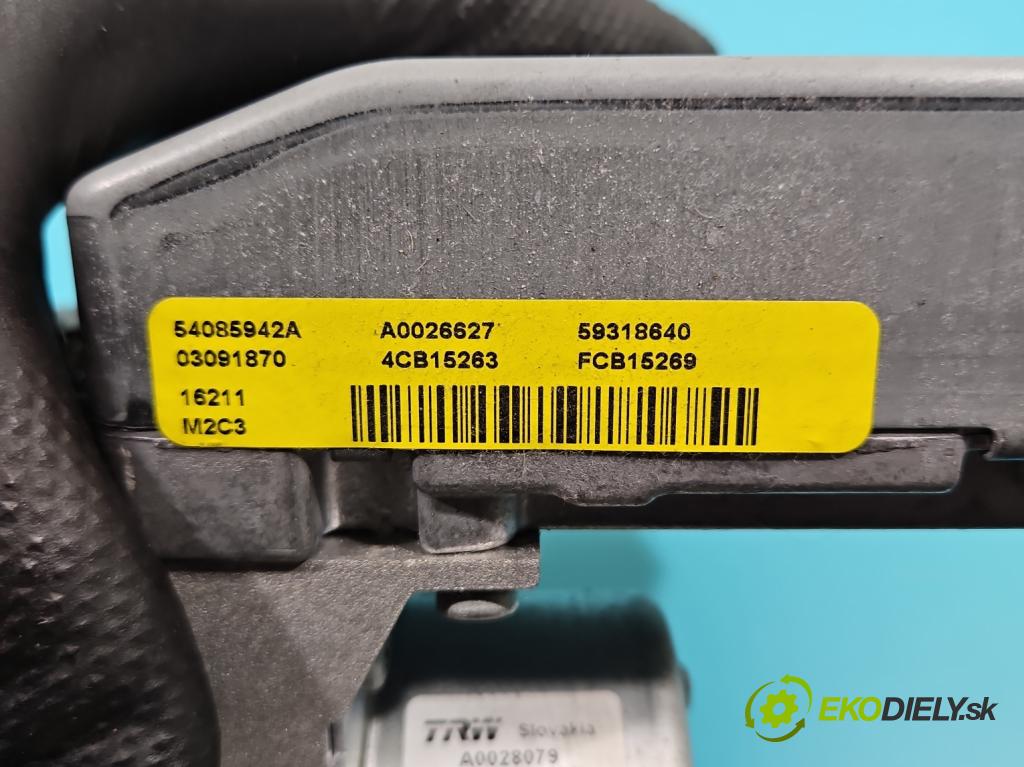 54085942A A0026627 59318640
03091870 4CB15263 FCB15269
16211
M2C3
TRW Slovakia
A0028079
EKODIELY.sk